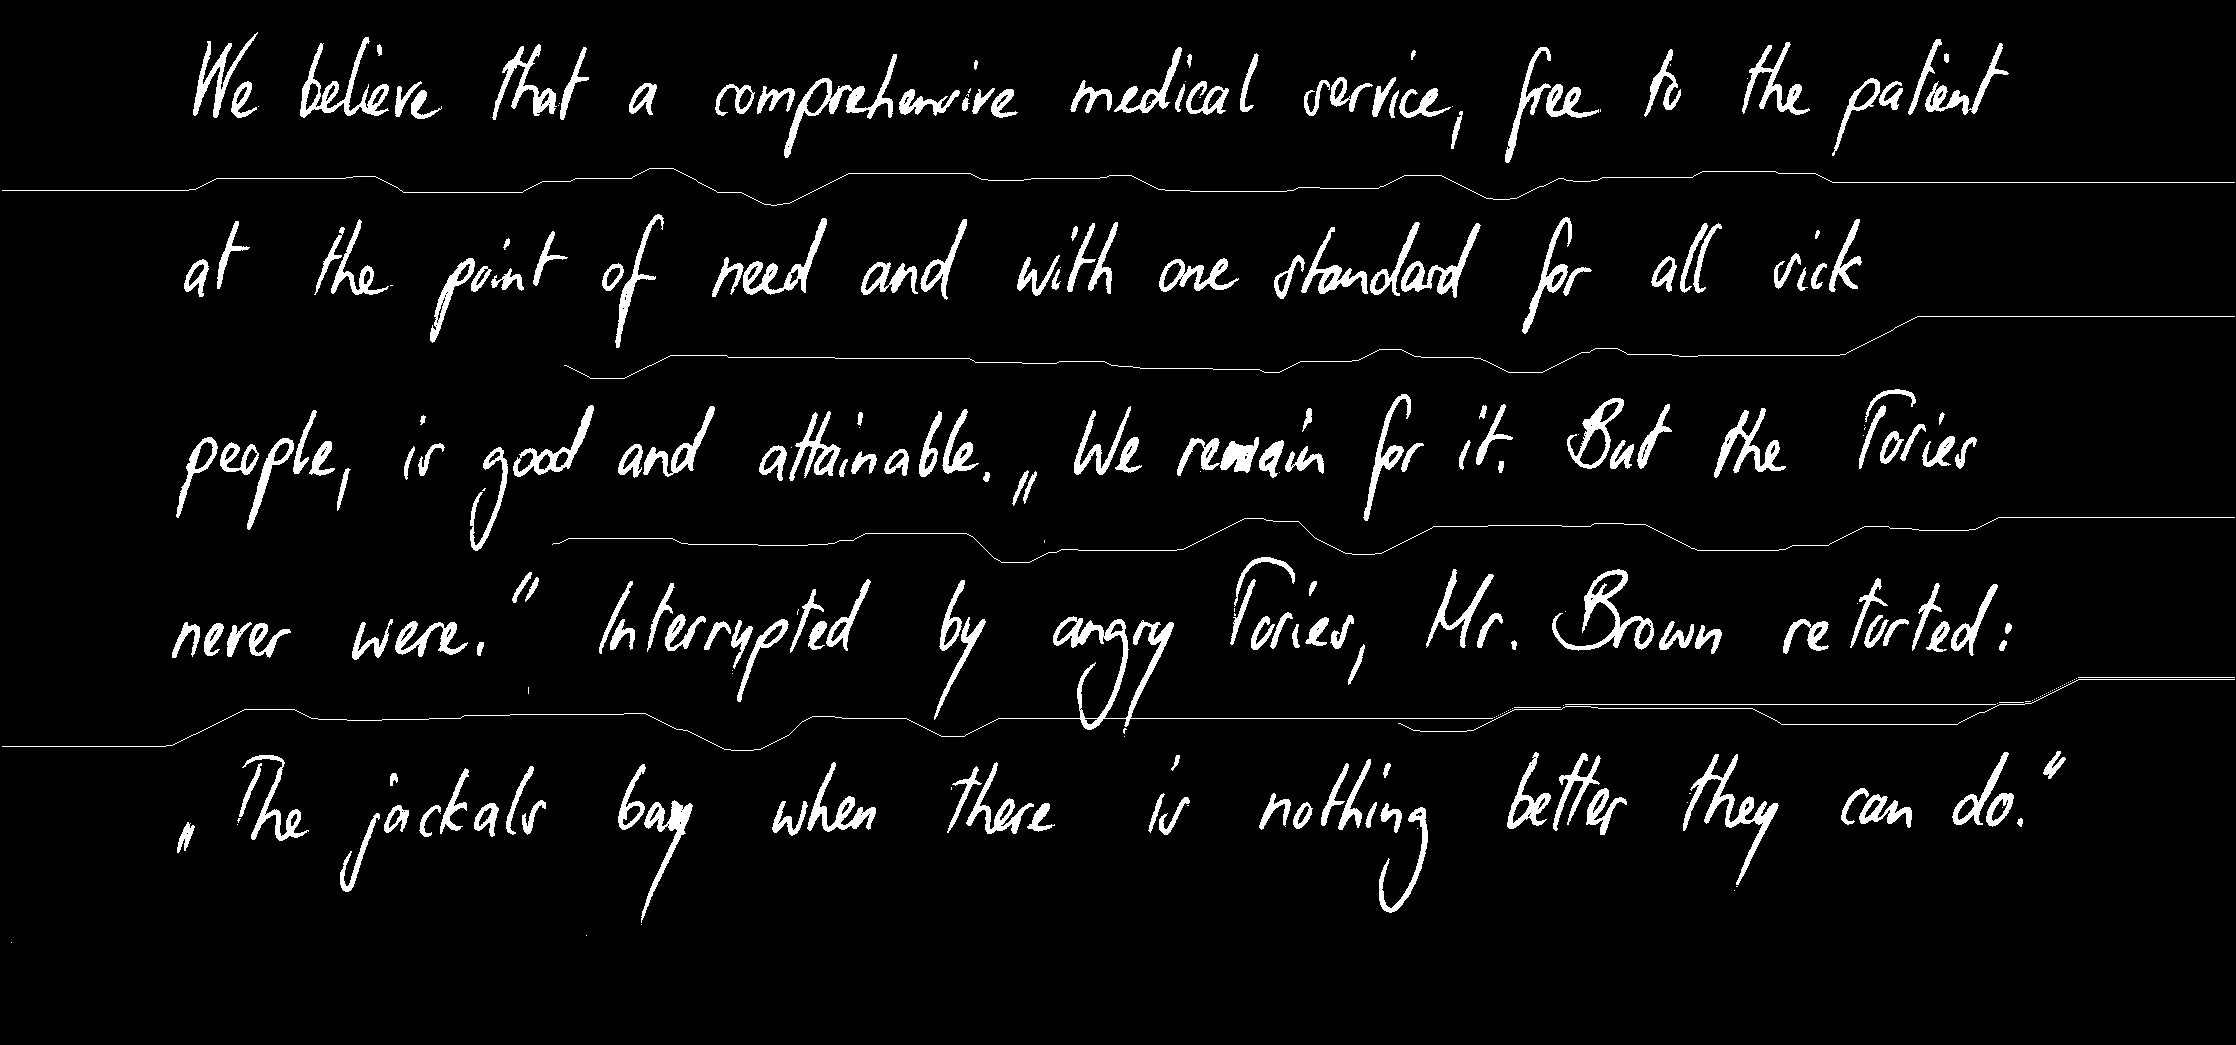 We believe that a comprehensive medical service, free to the patient
at the point of need and with one standard for all sick
people, is good and attainable. „ We remain for it. But the Tories
never were.“ Interrupted by angry Tories, Mr. Brown retorted:
„The jackals bay when there is nothing better they can do.“